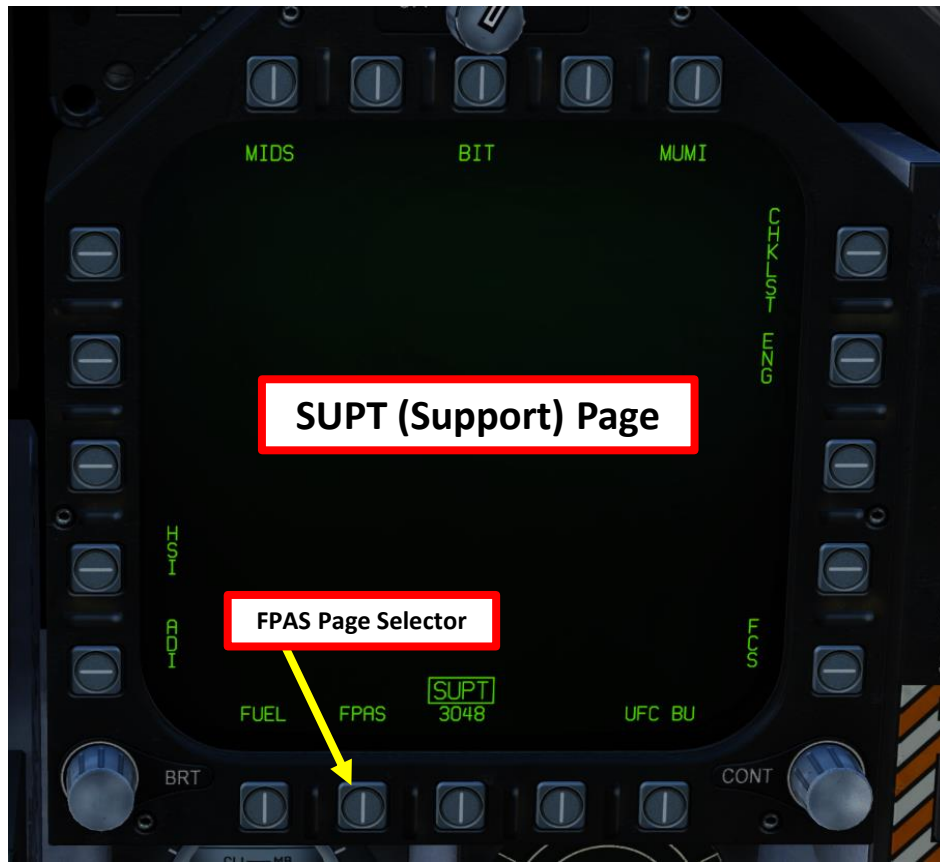 MIDS BIT MUMI
CHKLST
ENG
SUPT (Support) Page
HSI
FPAS Page Selector
ADI
FCS
SUPT
FUEL FPAS 3048 UFC BU
BRT CONT